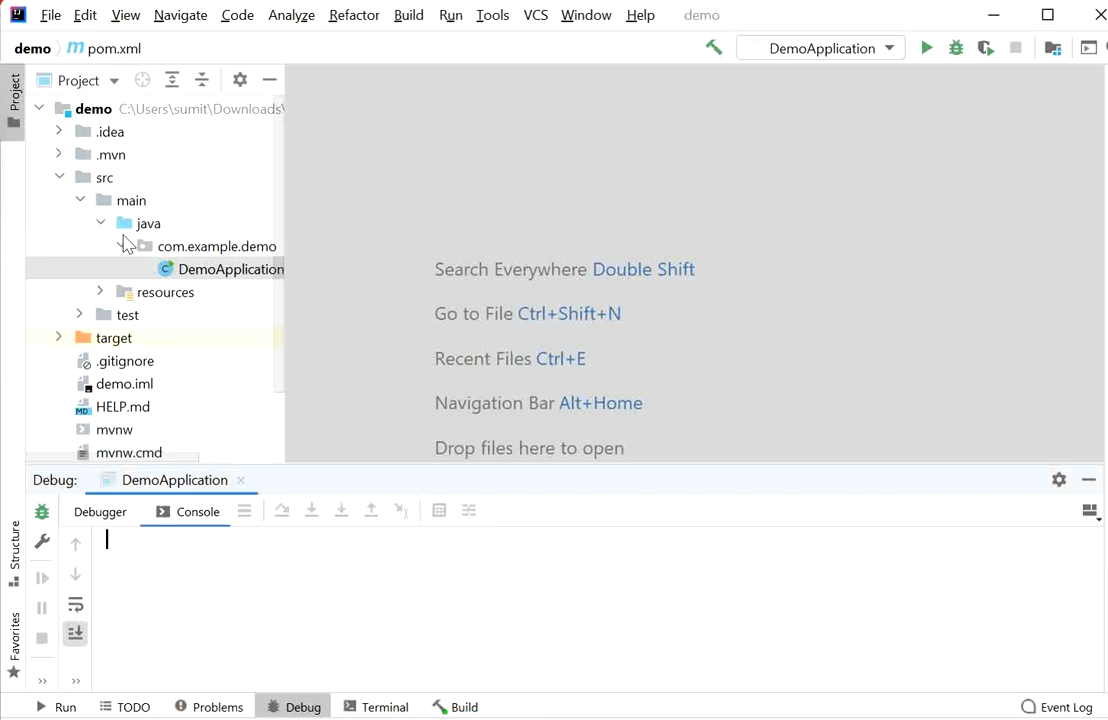 File Edit View Navigate Code Analyze Refactor Build Run Tools VCS Window Help demo
demo m pom.xml DemoApplication
Project
Project
demo C:\Users\sumit\Downloads\
.idea
.mvn
src
main
java
com.example.demo
DemoApplication
resources
test
target
.gitignore
demo.iml
HELP.md
mvnw
mvnw.cmd
Search Everywhere Double Shift
Go to File Ctrl+Shift+N
Recent Files Ctrl+E
Navigation Bar Alt+Home
Drop files here to open
Debug: DemoApplication
Debugger Console
Structure
Favorites
Run TODO Problems Debug Terminal Build Event Log